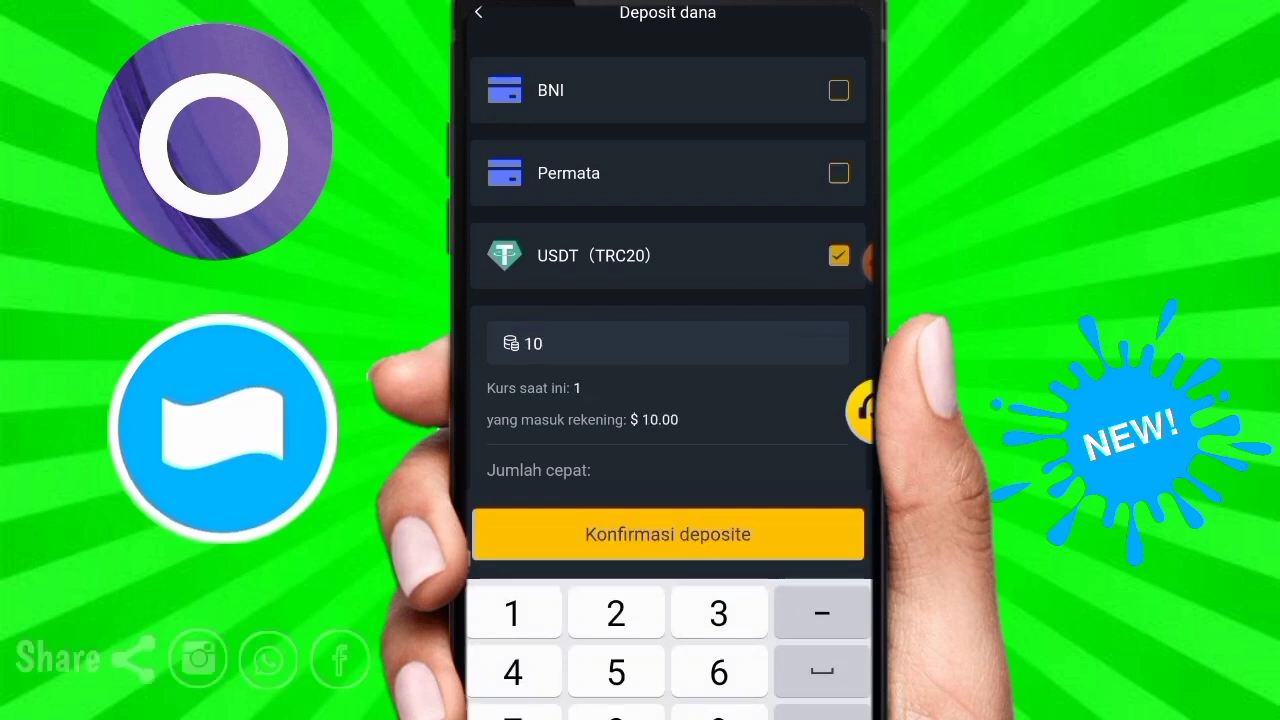 Deposit dana
BNI
Permata
USDT（TRC20）
10
Kurs saat ini: 1
yang masuk rekening: $ 10.00
Jumlah cepat:
Konfirmasi deposite
1 2 3 –
4 5 6
NEW!
Share